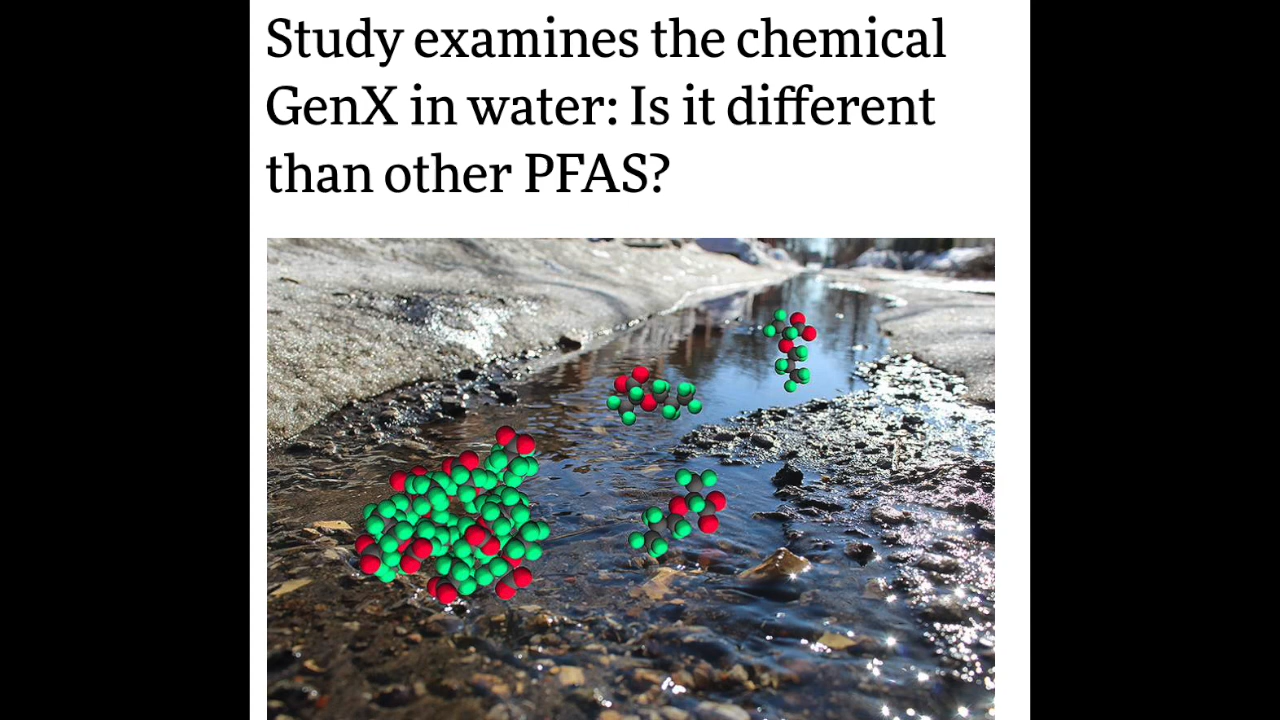 Study examines the chemical
GenX in water: Is it different
than other PFAS?